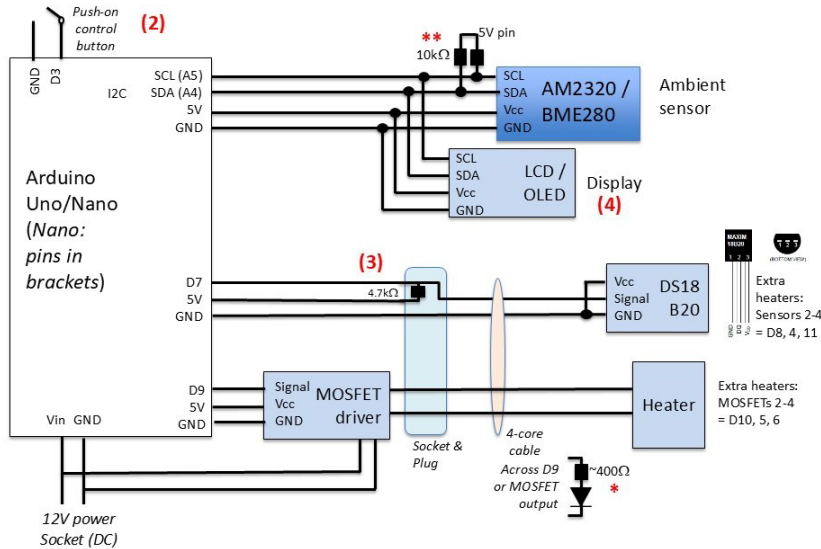 Push-on
control
button
(2)
GND
D3
**
10kΩ
5V pin
I2C
SCL (A5)
SDA (A4)
5V
GND
SCL
SDA
Vcc
GND
AM2320 /
BME280
Ambient
sensor
SCL
SDA
Vcc
GND
LCD /
OLED
Display
(4)
Arduino
Uno/Nano
(Nano:
pins in
brackets)
(3)
D7
5V
GND
4.7kΩ
Vcc
Signal
GND
DS18
B20
MAXIM
18B20
1 2 3
GND
DQ
VDD
1 2 3
(BOTTOM VIEW)
Extra
heaters:
Sensors 2-4
= D8, 4, 11
D9
5V
GND
Signal
Vcc
GND
MOSFET
driver
Heater
Extra heaters:
MOSFETs 2-4
= D10, 5, 6
Vin GND
Socket &
Plug
4-core
cable
Across D9
or MOSFET
output
~400Ω
*
12V power
Socket (DC)